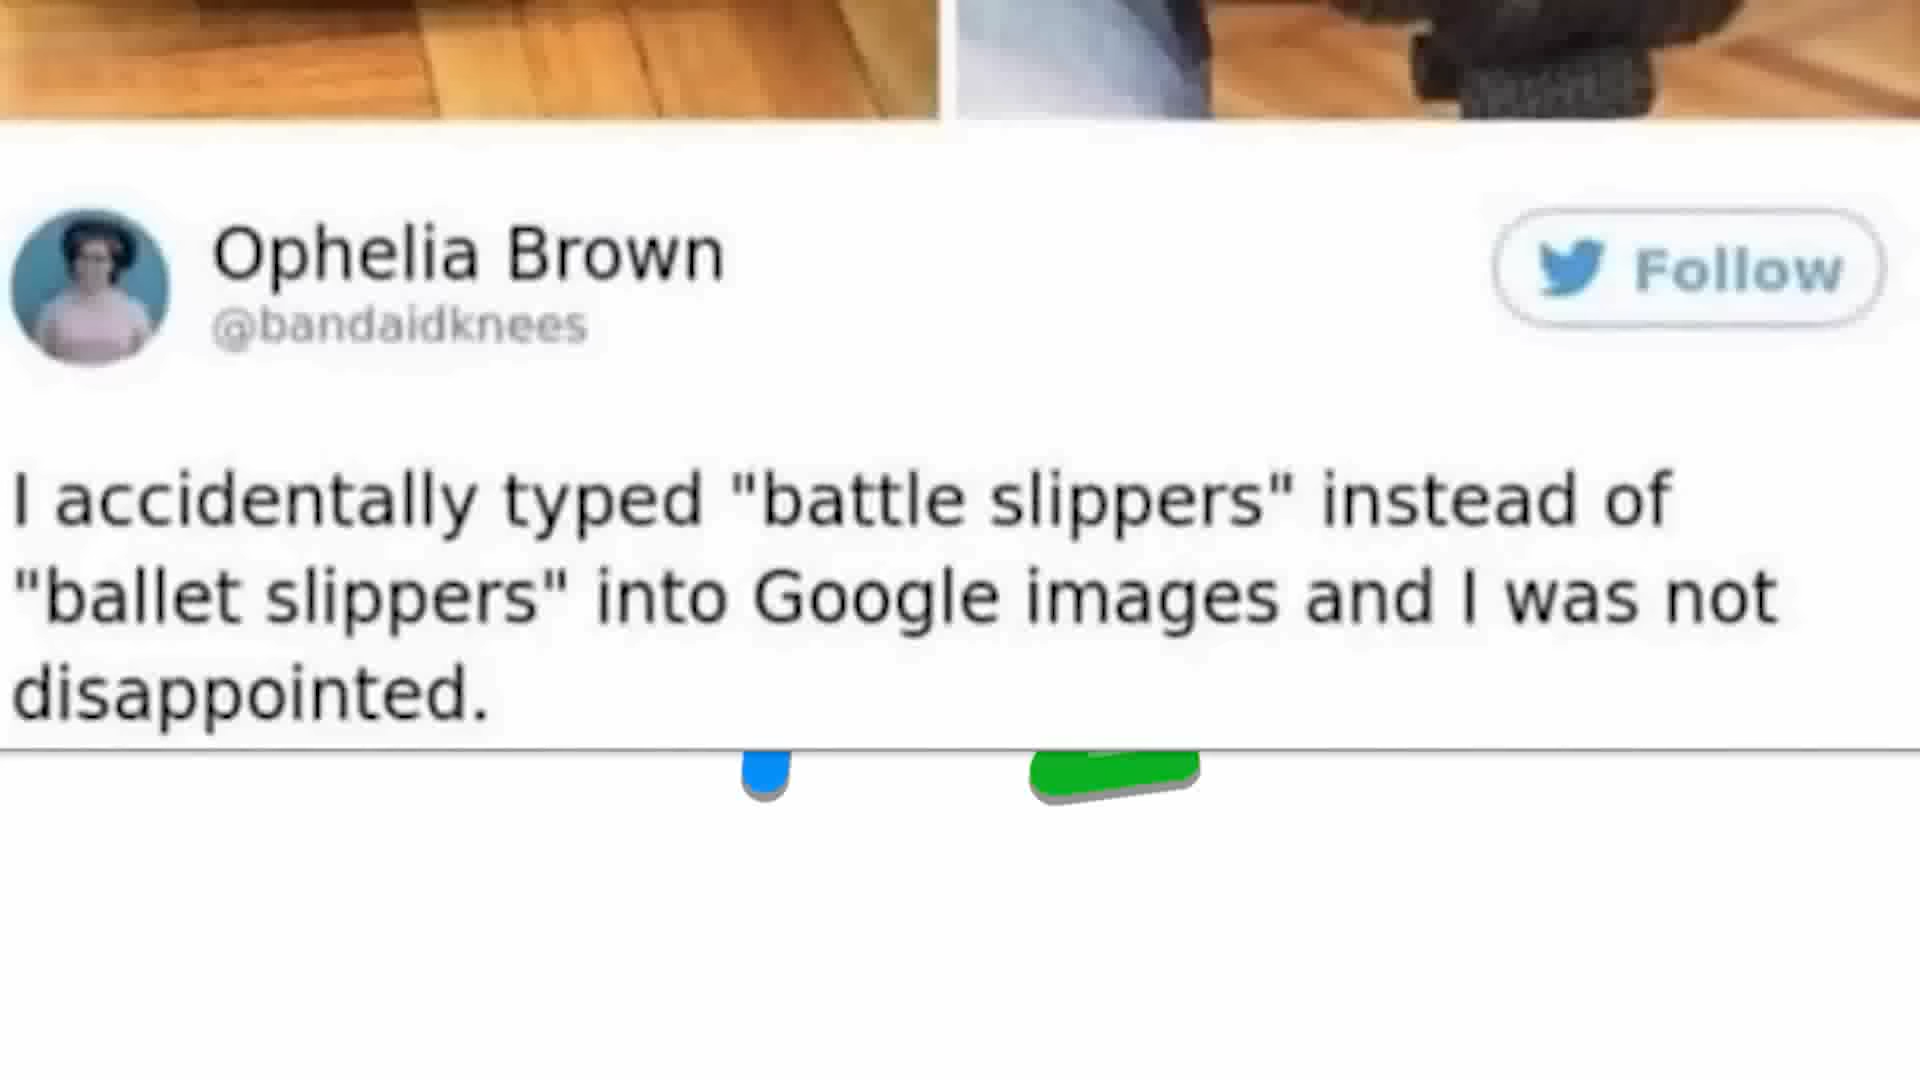 Ophelia Brown
Follow
@bandaidknees
I accidentally typed "battle slippers" instead of
"ballet slippers" into Google images and I was not
disappointed.